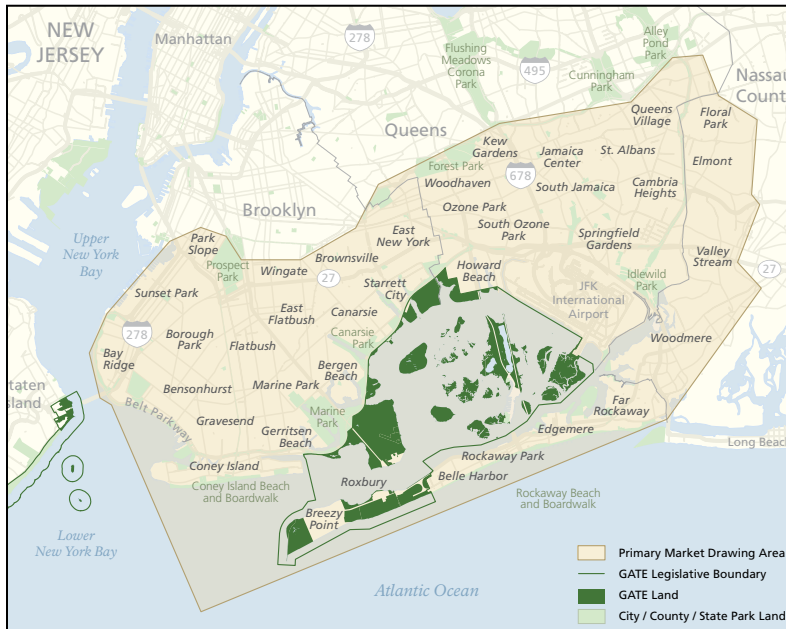 NEW
JERSEY
Manhattan
278
Flushing
Meadows
Corona
Park
495
Alley
Pond
Park
Cunningham
Park
Nassau
Count
Queens
Queens
Village
Floral
Park
Kew
Gardens
Jamaica
Center
St. Albans
Elmont
Forest Park
678
Woodhaven
South Jamaica
Cambria
Heights
Ozone Park
Brooklyn
South Ozone
Park
Springfield
Gardens
Upper
New York
Bay
Park
Slope
East
New York
Prospect
Park
Wingate
Brownsville
27
Starrett
City
Howard
Beach
JFK
International
Airport
Idlewild
Park
Valley
Stream
27
Sunset Park
East
Flatbush
Canarsie
278
Borough
Park
Flatbush
Canarsie
Park
Woodmere
Bay
Ridge
Bergen
Beach
Bensonhurst
Marine Park
taten
sland
Belt Parkway
Gravesend
Marine
Park
Gerritsen
Beach
Far
Rockaway
Edgemere
Long Beach
Coney Island
Rockaway Park
Coney Island Beach
and Boardwalk
Roxbury
Belle Harbor
Rockaway Beach
and Boardwalk
Breezy
Point
Lower
New York Bay
Atlantic Ocean
Primary Market Drawing Area
GATE Legislative Boundary
GATE Land
City / County / State Park Land